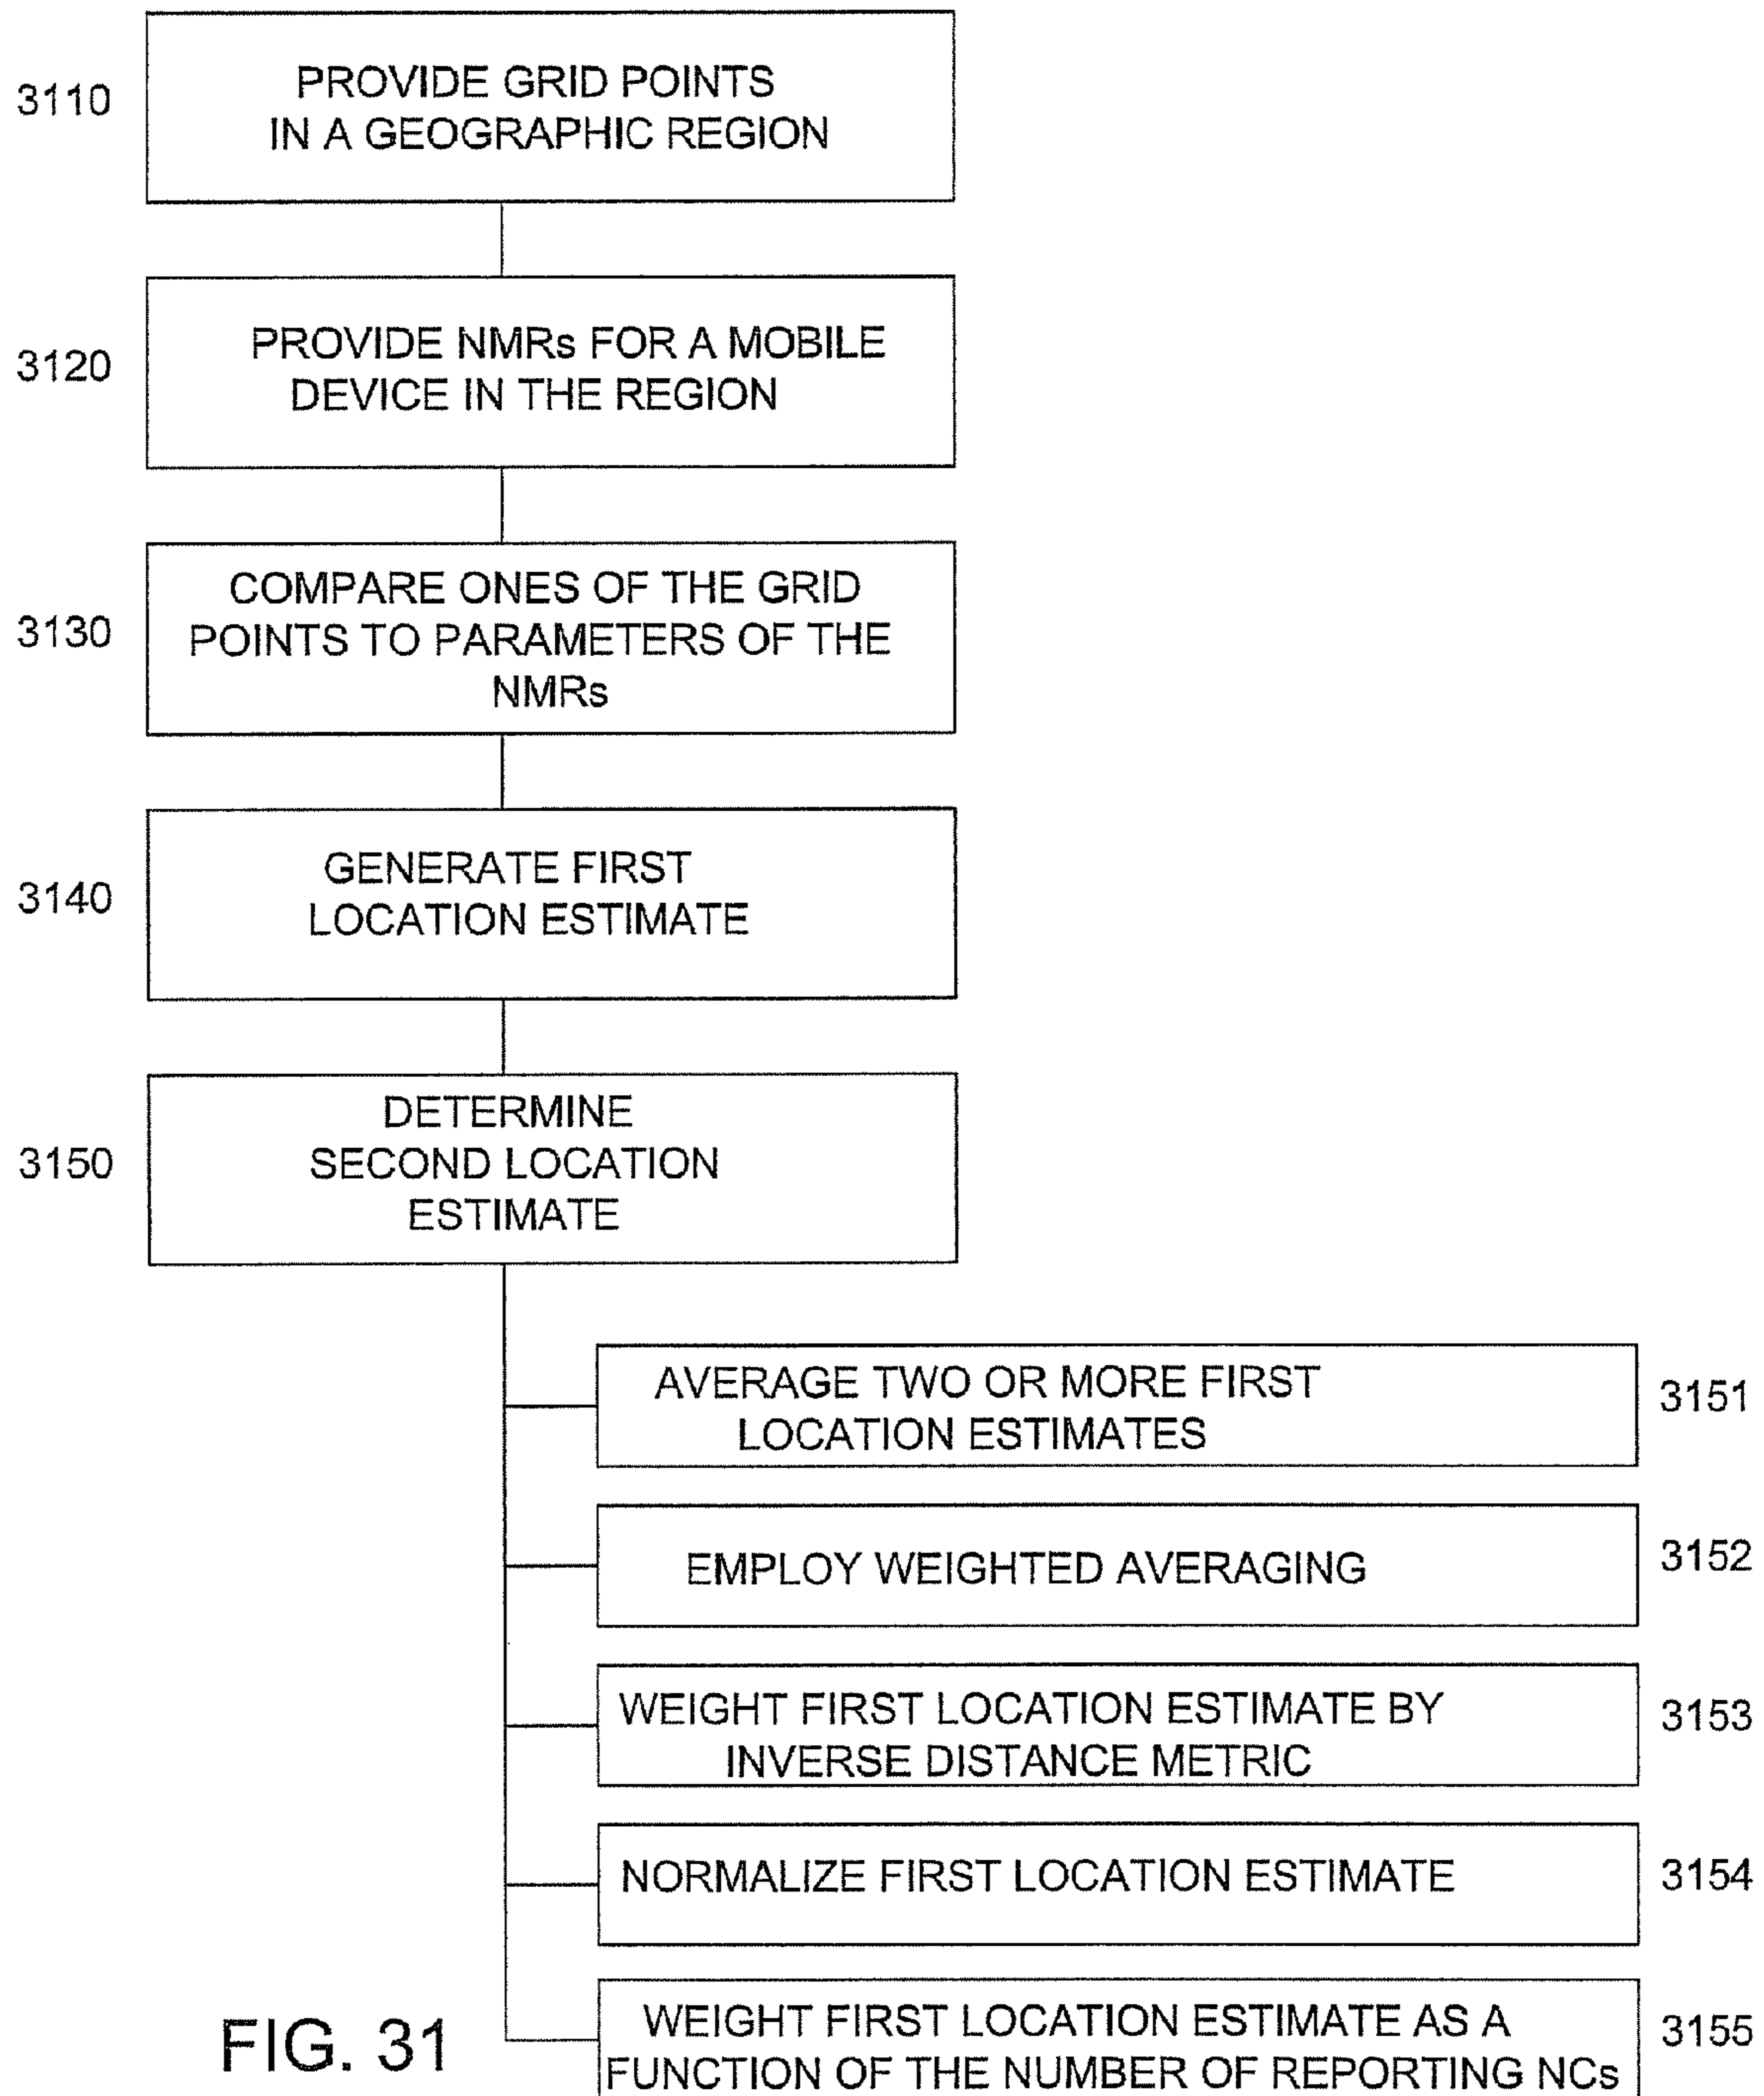 3110
PROVIDE GRID POINTS
IN A GEOGRAPHIC REGION
3120
PROVIDE NMRs FOR A MOBILE
DEVICE IN THE REGION
3130
COMPARE ONES OF THE GRID
POINTS TO PARAMETERS OF THE
NMRs
3140
GENERATE FIRST
LOCATION ESTIMATE
3150
DETERMINE
SECOND LOCATION
ESTIMATE
AVERAGE TWO OR MORE FIRST
LOCATION ESTIMATES
3151
EMPLOY WEIGHTED AVERAGING
3152
WEIGHT FIRST LOCATION ESTIMATE BY
INVERSE DISTANCE METRIC
3153
NORMALIZE FIRST LOCATION ESTIMATE
3154
WEIGHT FIRST LOCATION ESTIMATE AS A
FUNCTION OF THE NUMBER OF REPORTING NCs
3155
FIG. 31